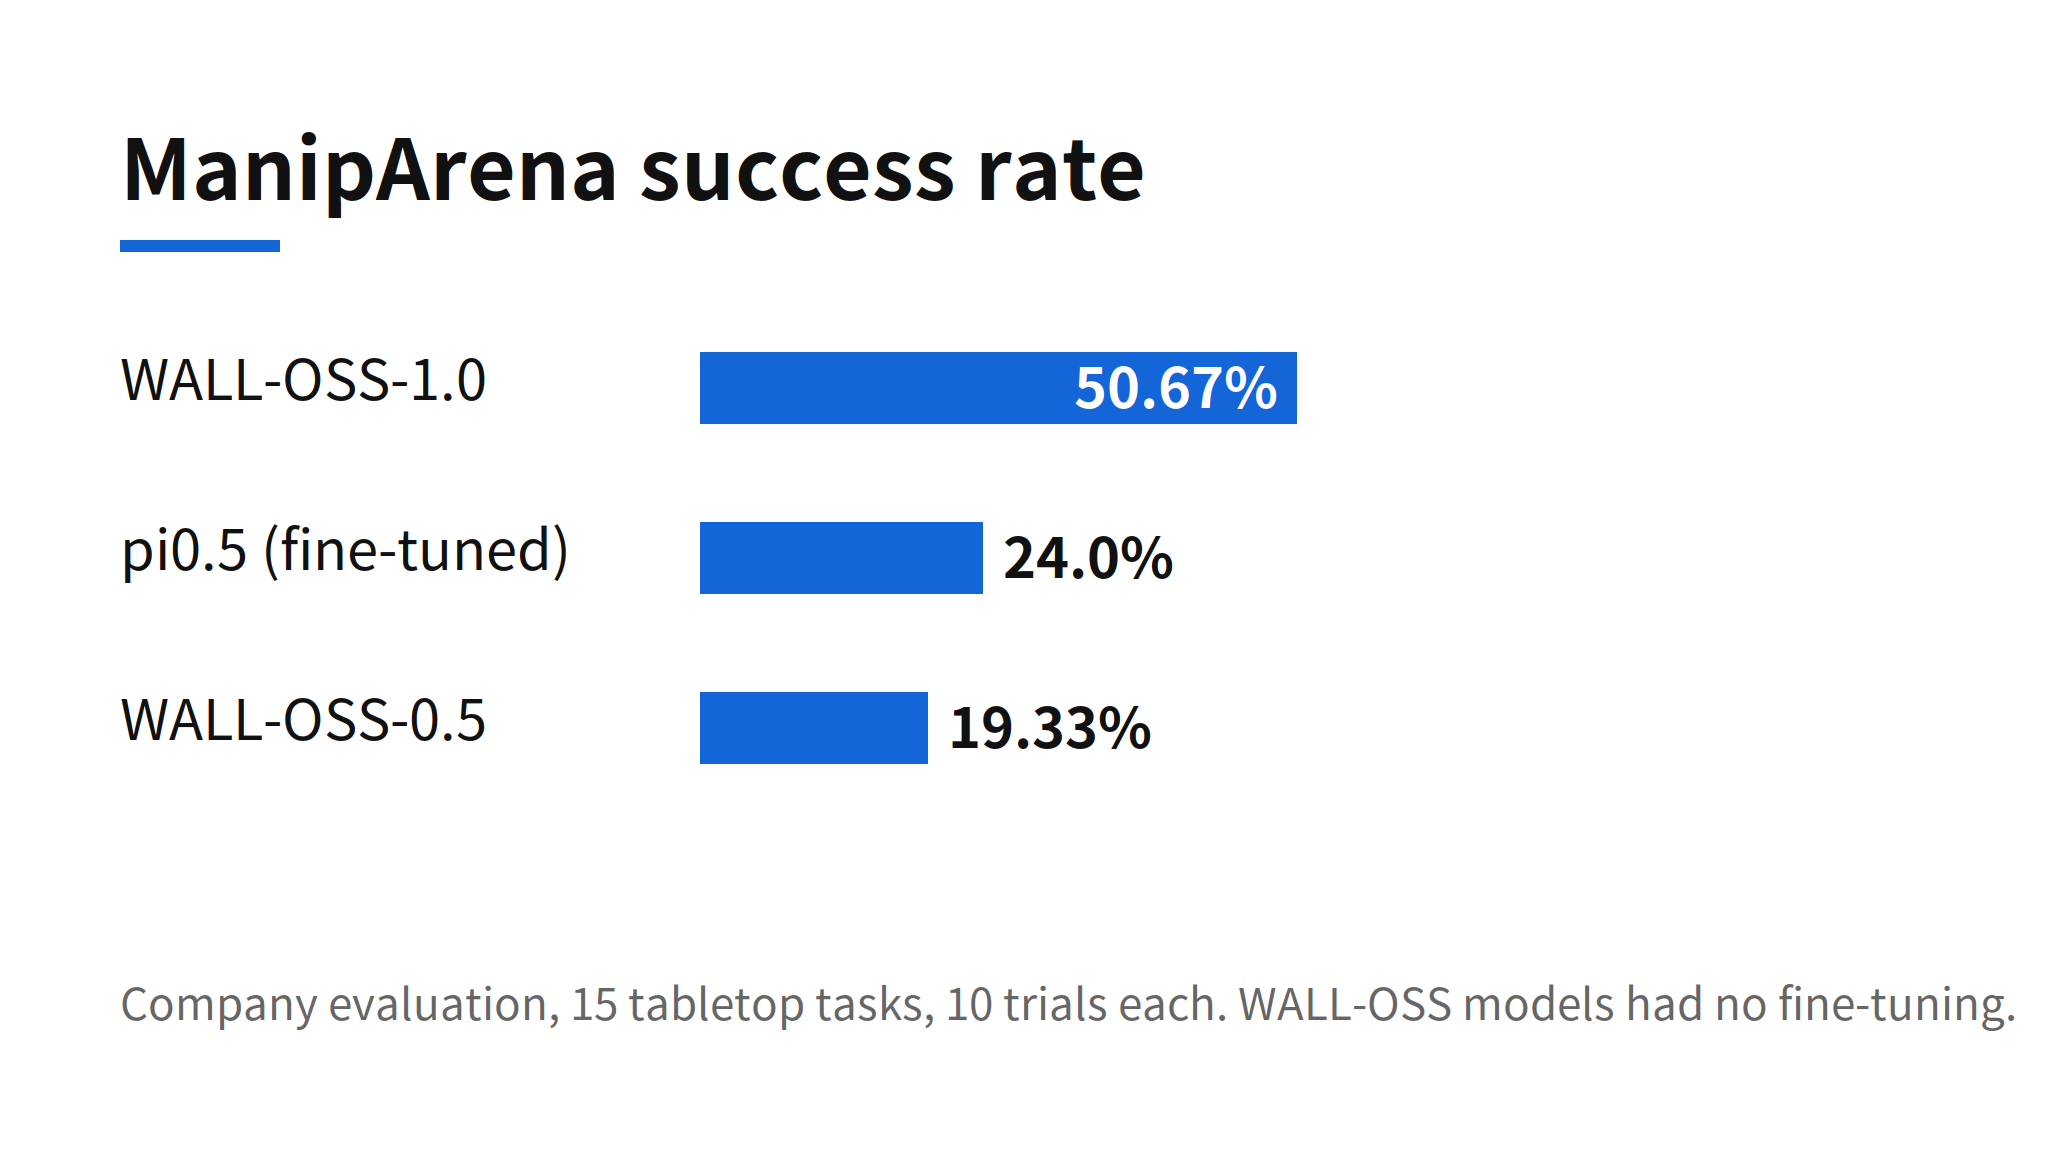 ManipArena success rate
WALL-OSS-1.0
50.67%
pi0.5 (fine-tuned)
24.0%
WALL-OSS-0.5
19.33%
Company evaluation, 15 tabletop tasks, 10 trials each. WALL-OSS models had no fine-tuning.